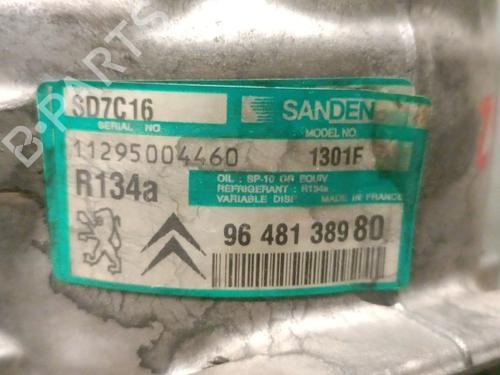 B-PARTS
SD7C16
SANDEN
SERIAL NO
MODEL NO.
11295004460
1301F
R134a
OIL : SP-10 OR EQUIV
REFRIGERANT : R134a
VARIABLE DISP
MADE IN FRANCE
96 481 389 80